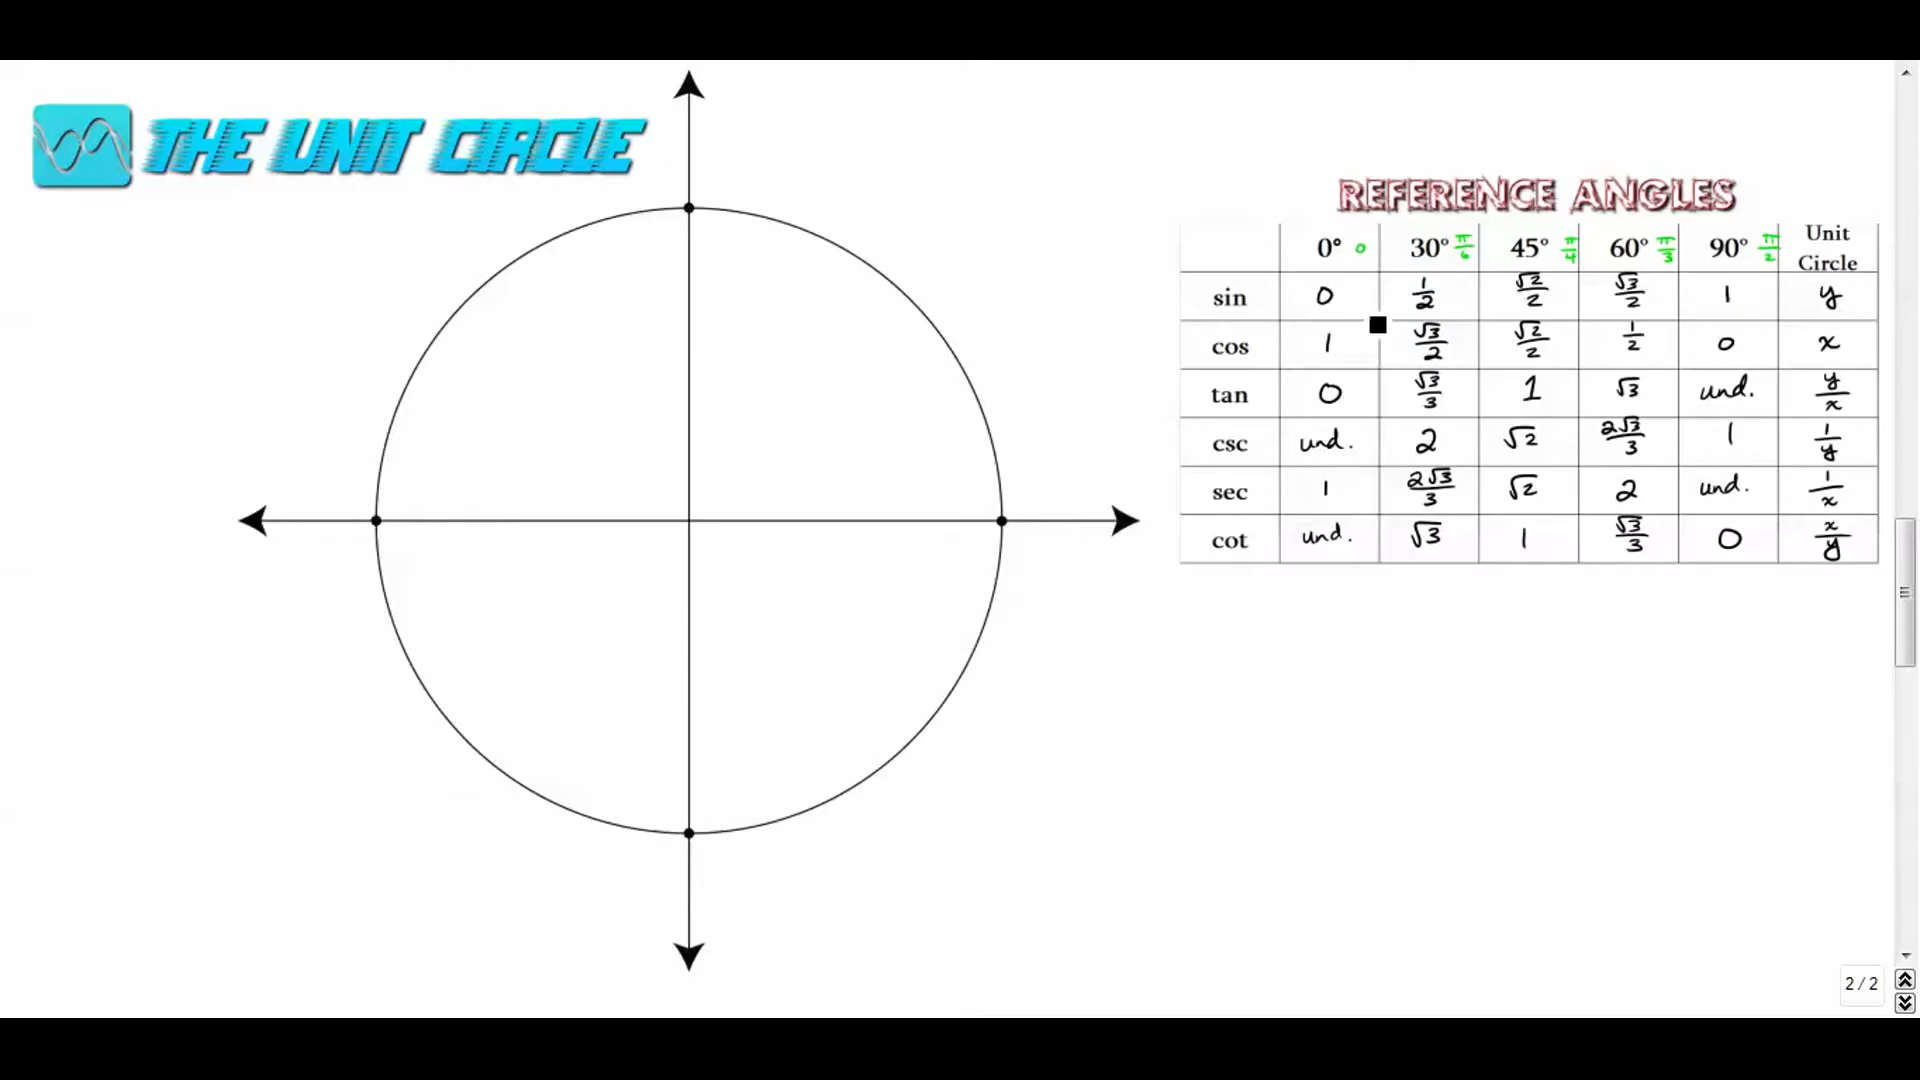 THE UNIT CIRCLE
REFERENCE ANGLES
0° 0 30° π/6 45° π/4 60° π/3 90° π/2 Unit Circle
sin 0 1/2 √2/2 √3/2 1 y
cos 1 √3/2 √2/2 1/2 0 x
tan 0 √3/3 1 √3 und. y/x
csc und. 2 √2 2√3/3 1 1/y
sec 1 2√3/3 √2 2 und. 1/x
cot und. √3 1 √3/3 0 x/y
2 / 2